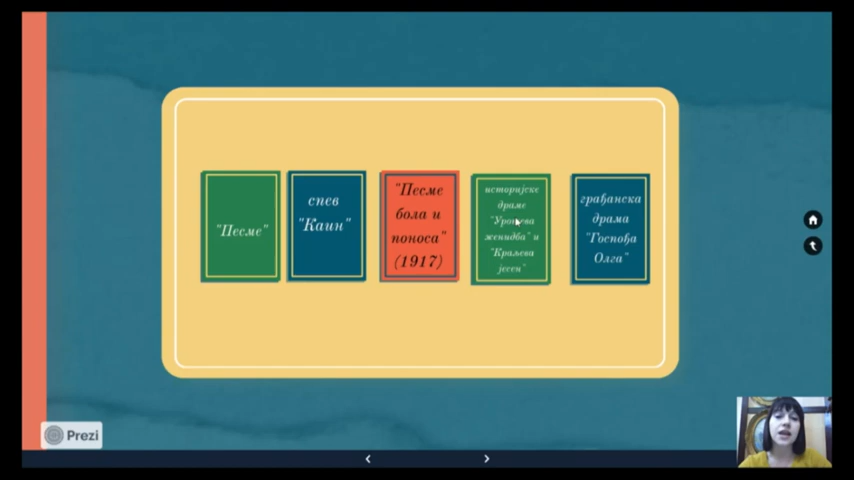 "Песме"
спев
"Каин"
"Песме
бола и
поноса"
(1917)
историјске
драме
"Урошева
женидба" и
"Краљева
јесен"
грађанска
драма
"Госпођа
Олга"
Prezi